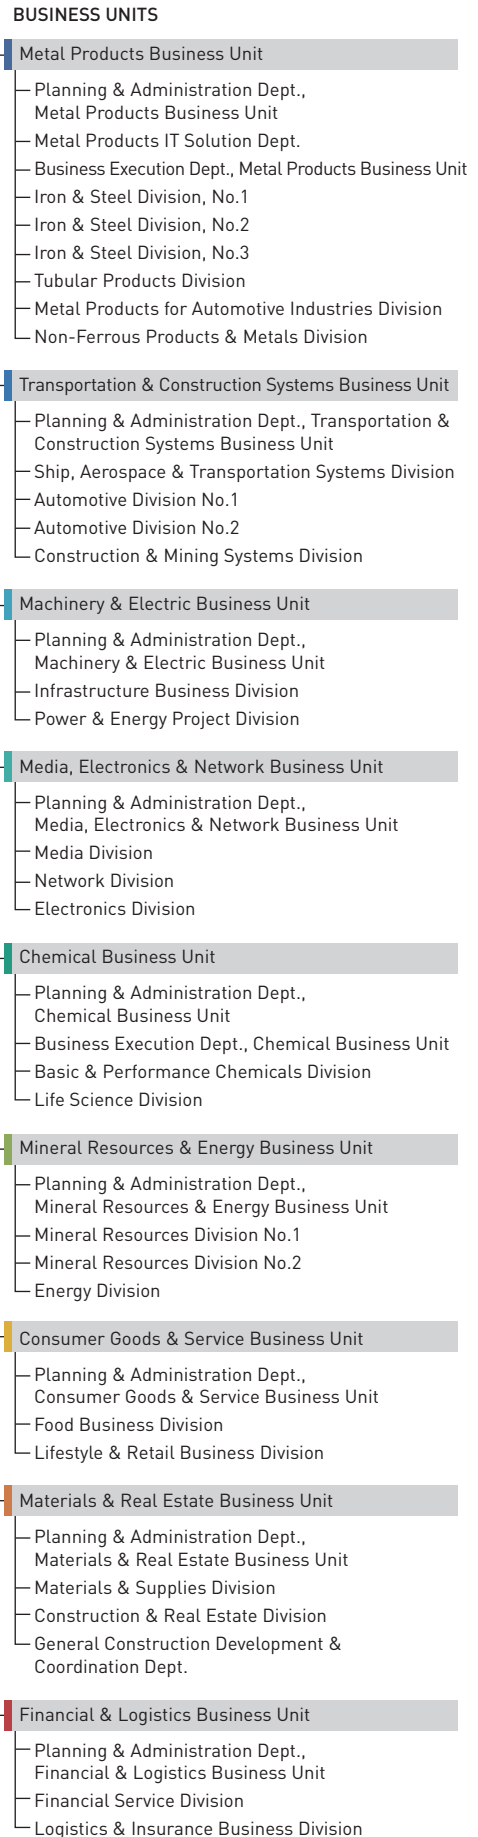 BUSINESS UNITS
Metal Products Business Unit
Planning & Administration Dept.,
Metal Products Business Unit
Metal Products IT Solution Dept.
Business Execution Dept., Metal Products Business Unit
Iron & Steel Division, No.1
Iron & Steel Division, No.2
Iron & Steel Division, No.3
Tubular Products Division
Metal Products for Automotive Industries Division
Non-Ferrous Products & Metals Division
Transportation & Construction Systems Business Unit
Planning & Administration Dept., Transportation &
Construction Systems Business Unit
Ship, Aerospace & Transportation Systems Division
Automotive Division No.1
Automotive Division No.2
Construction & Mining Systems Division
Machinery & Electric Business Unit
Planning & Administration Dept.,
Machinery & Electric Business Unit
Infrastructure Business Division
Power & Energy Project Division
Media, Electronics & Network Business Unit
Planning & Administration Dept.,
Media, Electronics & Network Business Unit
Media Division
Network Division
Electronics Division
Chemical Business Unit
Planning & Administration Dept.,
Chemical Business Unit
Business Execution Dept., Chemical Business Unit
Basic & Performance Chemicals Division
Life Science Division
Mineral Resources & Energy Business Unit
Planning & Administration Dept.,
Mineral Resources & Energy Business Unit
Mineral Resources Division No.1
Mineral Resources Division No.2
Energy Division
Consumer Goods & Service Business Unit
Planning & Administration Dept.,
Consumer Goods & Service Business Unit
Food Business Division
Lifestyle & Retail Business Division
Materials & Real Estate Business Unit
Planning & Administration Dept.,
Materials & Real Estate Business Unit
Materials & Supplies Division
Construction & Real Estate Division
General Construction Development &
Coordination Dept.
Financial & Logistics Business Unit
Planning & Administration Dept.,
Financial & Logistics Business Unit
Financial Service Division
Logistics & Insurance Business Division